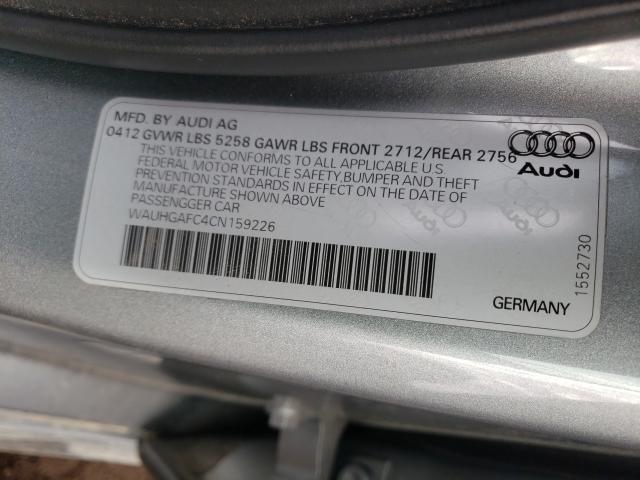 MFD. BY AUDI AG
0412 GVWR LBS 5258 GAWR LBS FRONT 2712/REAR 2756
THIS VEHICLE CONFORMS TO ALL APPLICABLE U S
FEDERAL MOTOR VEHICLE SAFETY,BUMPER AND THEFT
PREVENTION STANDARDS IN EFFECT ON THE DATE OF
MANUFACTURE SHOWN ABOVE
PASSENGGER CAR
WAUHGAFC4CN159226
Audi
1552730
GERMANY